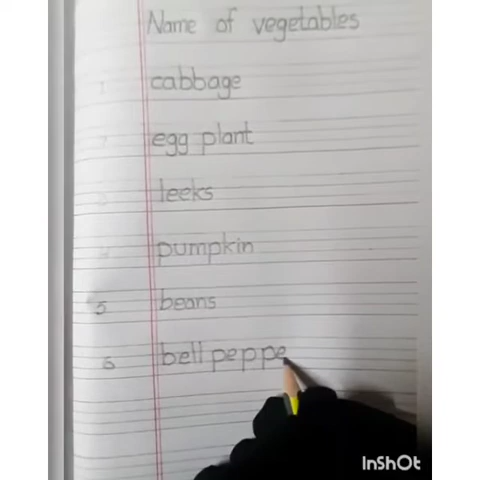 Name of vegetables
cabbage
egg plant
leeks
pumpkin
5 beans
6 bell peppe
InShOt